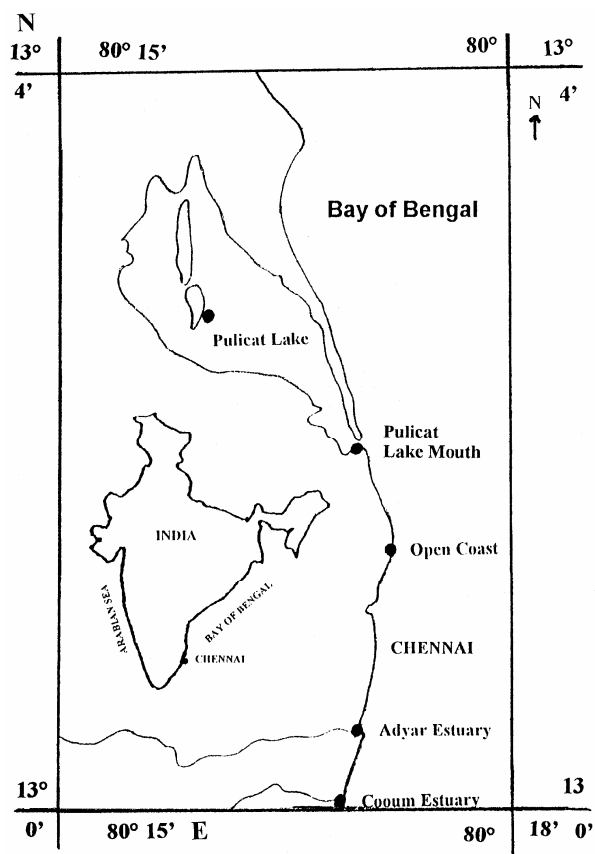 N
13° 80° 15' 80° 13°
4' 4'
N
Bay of Bengal
Pulicat Lake
Pulicat
Lake Mouth
INDIA
Open Coast
ARABIAN SEA
BAY OF BENGAL
CHENNAI
CHENNAI
Adyar Estuary
13° 13
Cooum Estuary
0' 80° 15' E 80° 18' 0'